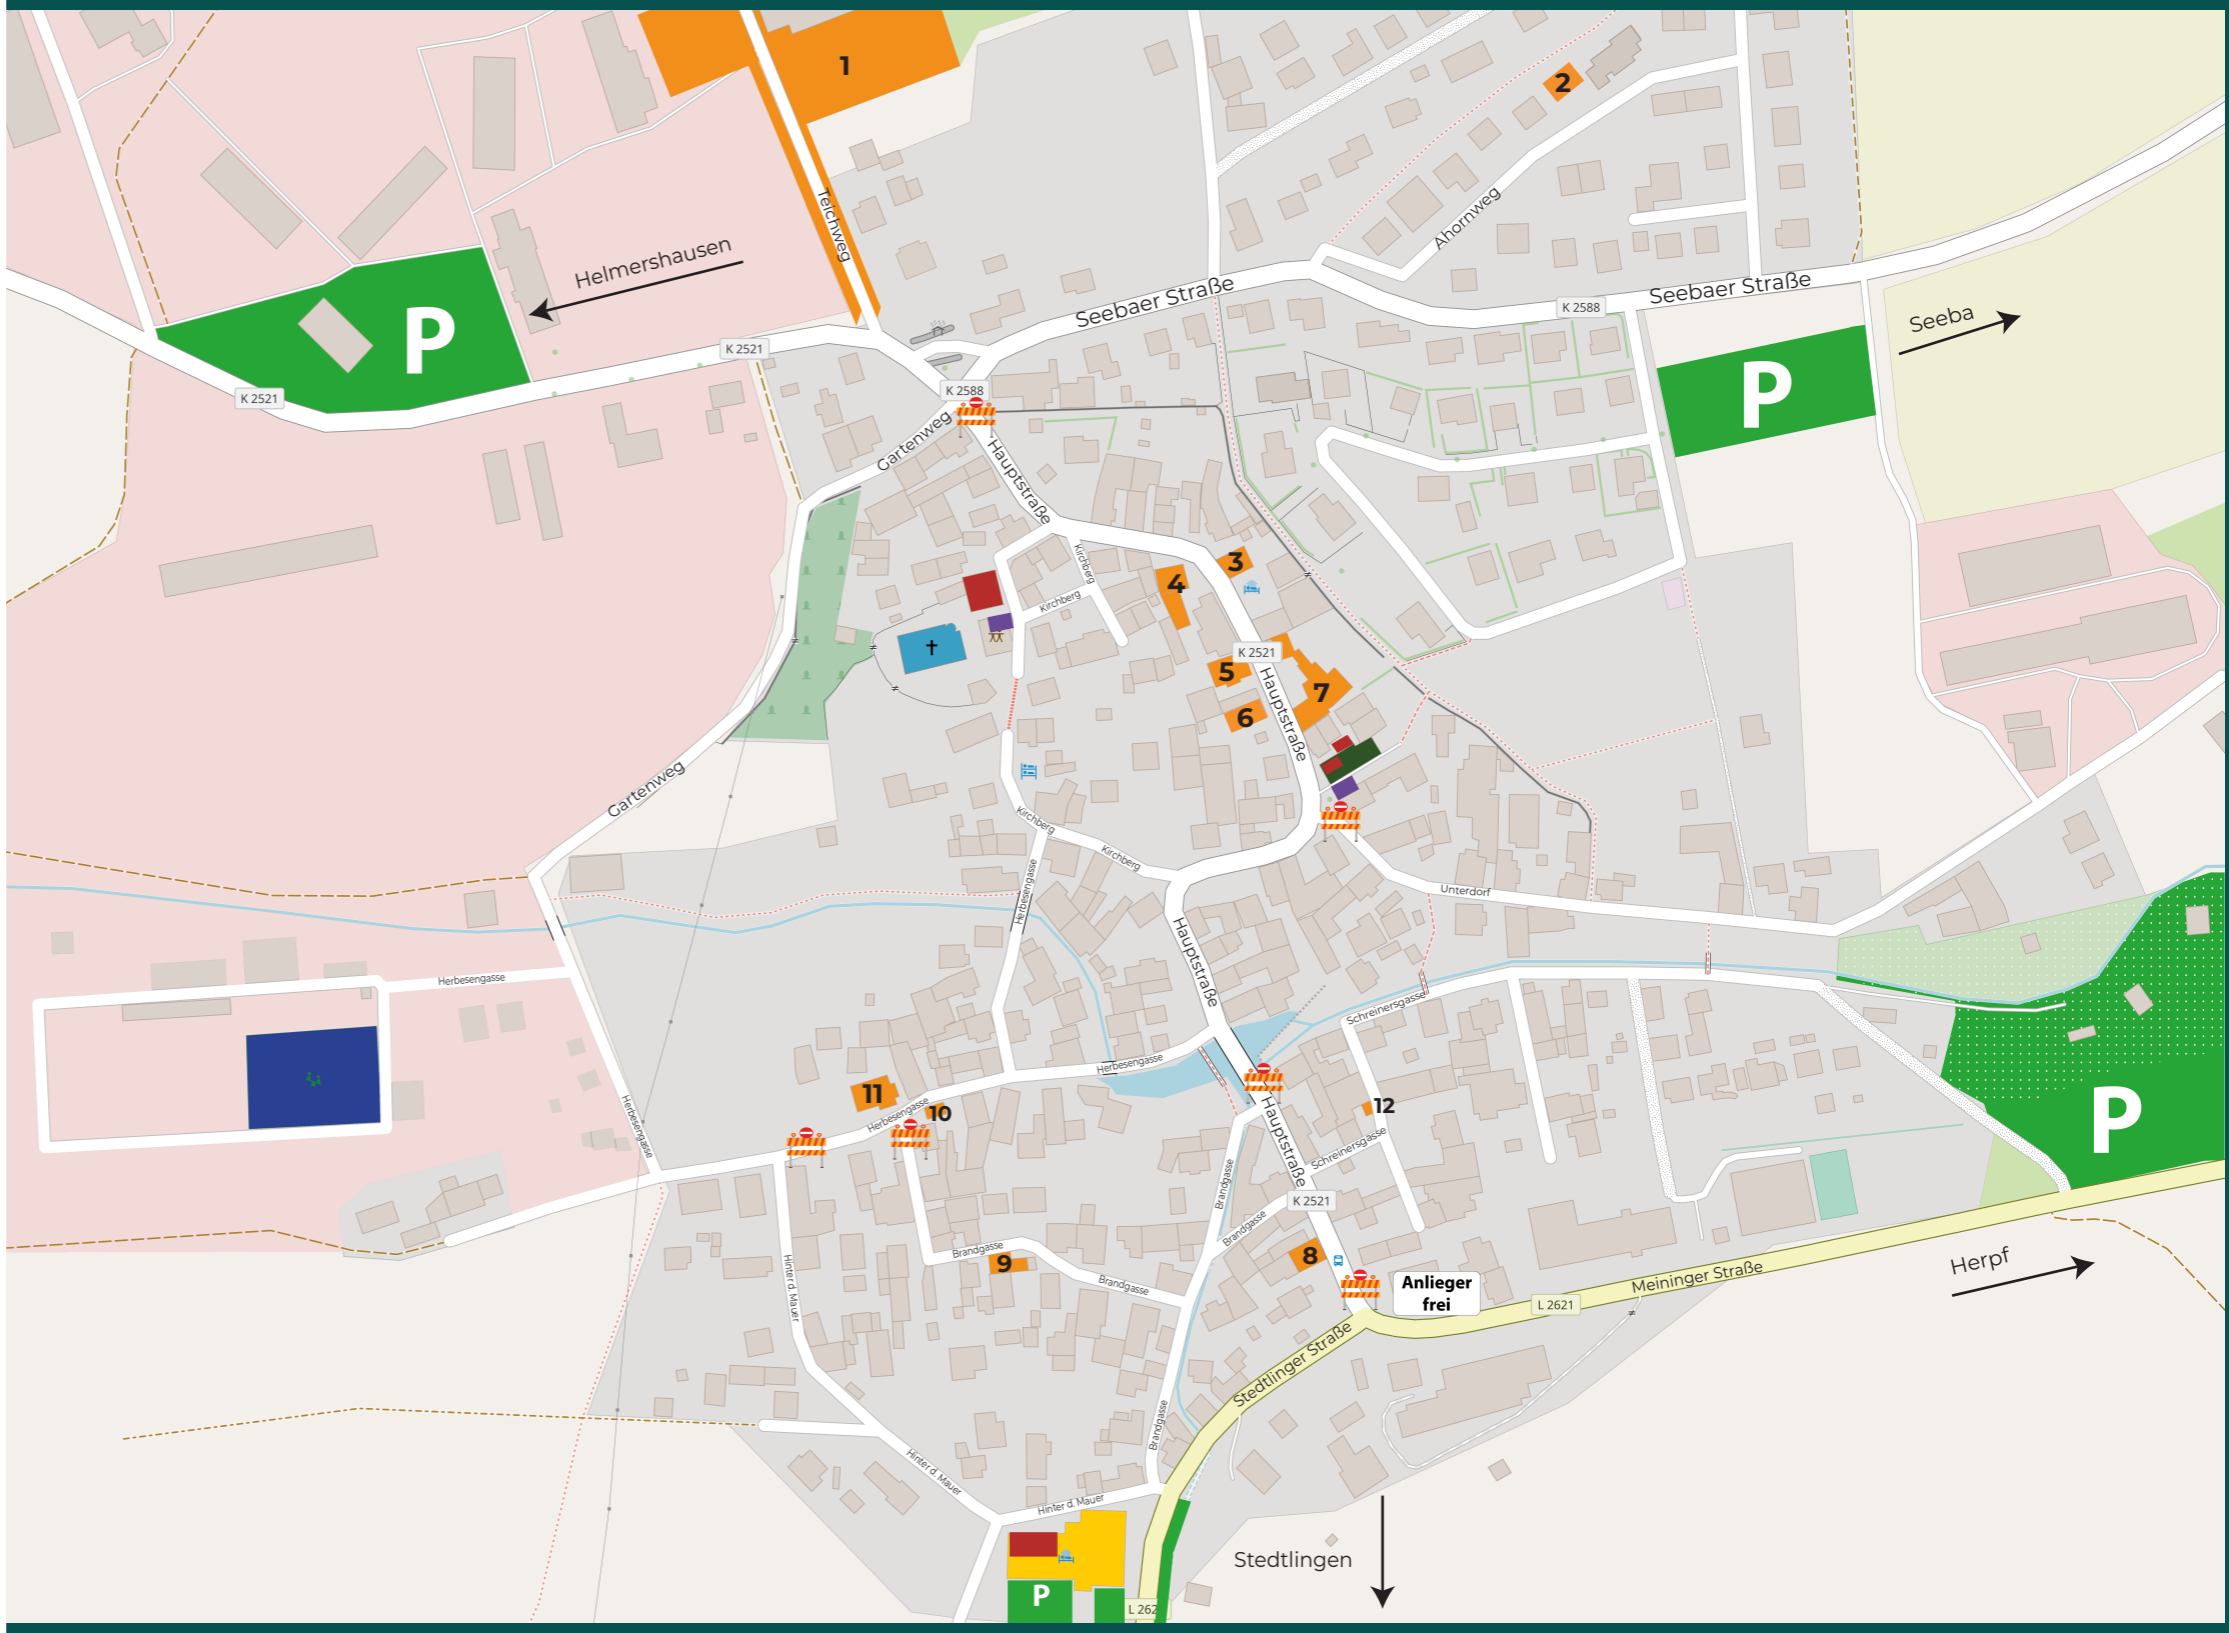 1
2
Teichweg
Helmershausen
Ahornweg
Seebaer Straße
Seebaer Straße
K 2588
Seeba
P
K 2521
K 2521
K 2588
P
Gartenweg
Hauptstraße
Kirchberg
3
4
Kirchberg
K 2521
5
Hauptstraße
7
6
Gartenweg
Kirchberg
Kirchberg
Herbesengasse
Unterdorf
Hauptstraße
Herbesengasse
Schreinersgasse
Herbesengasse
11
Herbesengasse
10
Herbesengasse
12
P
Hauptstraße
Schreinersgasse
Brandgasse
K 2521
Brandgasse
Brandgasse
9
8
Hinter d. Mauer
Brandgasse
Anlieger
frei
L 2621
Meininger Straße
Herpf
Stedtlinger Straße
Brandgasse
Hinter d. Mauer
Hinter d. Mauer
Stedtlingen
P
L 262